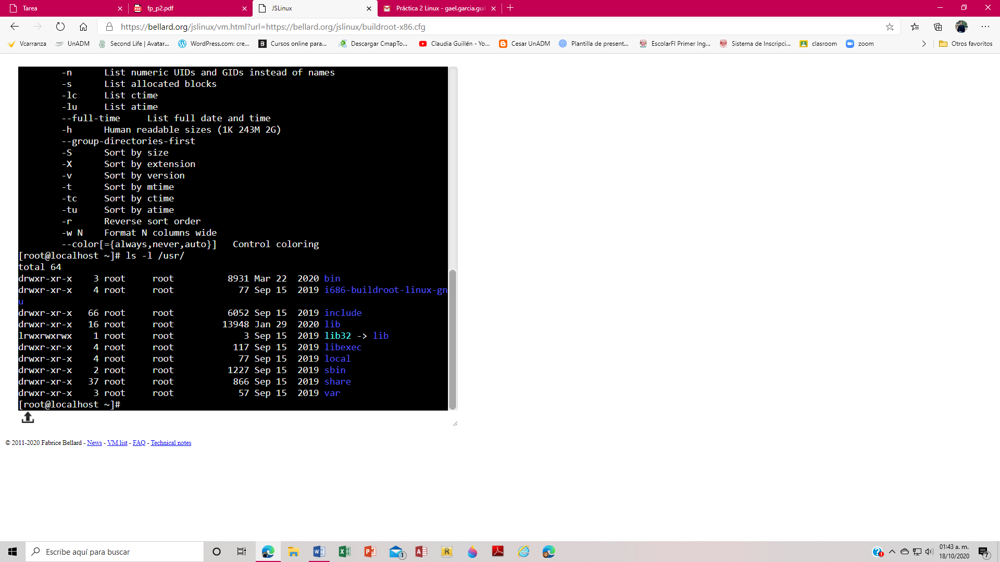 Tarea
fp_p2.pdf
JSLinux
Práctica 2 Linux - gael.garcia.gui
https://bellard.org/jslinux/vm.html?url=https://bellard.org/jslinux/buildroot-x86.cfg
Vcarranza
UnADM
Second Life | Avatar...
WordPress.com: cre...
Cursos online para...
Descargar CmapTo...
Claudia Guillén - Yo...
Cesar UnADM
Plantilla de present...
EscolarFI Primer Ing...
Sistema de Inscripci...
clasroom
zoom
Otros favoritos
-n List numeric UIDs and GIDs instead of names
-s List allocated blocks
-lc List ctime
-lu List atime
--full-time List full date and time
-h Human readable sizes (1K 243M 2G)
--group-directories-first
-S Sort by size
-X Sort by extension
-v Sort by version
-t Sort by mtime
-tc Sort by ctime
-tu Sort by atime
-r Reverse sort order
-w N Format N columns wide
--color[={always,never,auto}] Control coloring
[root@localhost ~]# ls -l /usr/
total 64
drwxr-xr-x 3 root root 8931 Mar 22 2020 bin
drwxr-xr-x 4 root root 77 Sep 15 2019 i686-buildroot-linux-gn
u
drwxr-xr-x 66 root root 6052 Sep 15 2019 include
drwxr-xr-x 16 root root 13948 Jan 29 2020 lib
lrwxrwxrwx 1 root root 3 Sep 15 2019 lib32 -> lib
drwxr-xr-x 4 root root 117 Sep 15 2019 libexec
drwxr-xr-x 4 root root 77 Sep 15 2019 local
drwxr-xr-x 2 root root 1227 Sep 15 2019 sbin
drwxr-xr-x 37 root root 866 Sep 15 2019 share
drwxr-xr-x 3 root root 57 Sep 15 2019 var
[root@localhost ~]#
© 2011-2020 Fabrice Bellard - News - VM list - FAQ - Technical notes
Escribe aquí para buscar
01:43 a. m.
18/10/2020